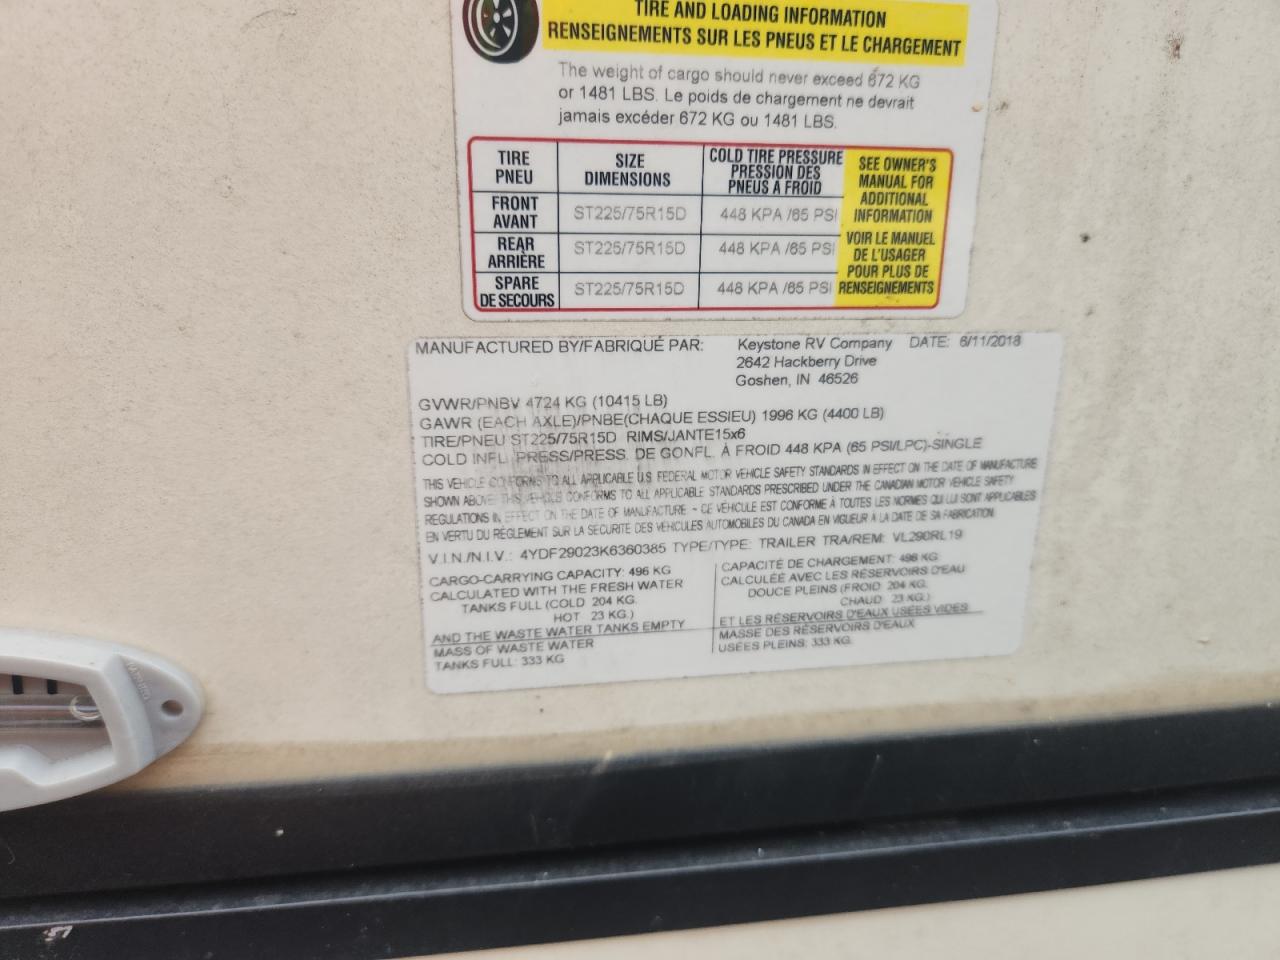 TIRE AND LOADING INFORMATION
RENSEIGNEMENTS SUR LES PNEUS ET LE CHARGEMENT
The weight of cargo should never exceed 672 KG
or 1481 LBS. Le poids de chargement ne devrait
jamais excéder 672 KG ou 1481 LBS.
TIRE PNEU SIZE DIMENSIONS COLD TIRE PRESSURE PRESSION DES PNEUS A FROID
FRONT AVANT ST225/75R15D 448 KPA /65 PSI
REAR ARRIÈRE ST225/75R15D 448 KPA /65 PSI
SPARE DE SECOURS ST225/75R15D 448 KPA /65 PSI
SEE OWNER'S
MANUAL FOR
ADDITIONAL
INFORMATION
VOIR LE MANUEL
DE L'USAGER
POUR PLUS DE
RENSEIGNEMENTS
MANUFACTURED BY/FABRIQUÉ PAR: Keystone RV Company DATE: 6/11/2018
2642 Hackberry Drive
Goshen, IN 46526
GVWR/PNBV 4724 KG (10415 LB)
GAWR (EACH AXLE)/PNBE(CHAQUE ESSIEU) 1996 KG (4400 LB)
TIRE/PNEU ST225/75R15D RIMS/JANTE15x6
COLD INFL. PRESS/PRESS. DE GONFL. À FROID 448 KPA (65 PSI/LPC)-SINGLE
THIS VEHICLE CONFORMS TO ALL APPLICABLE U.S. FEDERAL MOTOR VEHICLE SAFETY STANDARDS IN EFFECT ON THE DATE OF MANUFACTURE
SHOWN ABOVE THIS VEHICLE CONFORMS TO ALL APPLICABLE STANDARDS PRESCRIBED UNDER THE CANADIAN MOTOR VEHICLE SAFETY
REGULATIONS IN EFFECT ON THE DATE OF MANUFACTURE - CE VÉHICULE EST CONFORME À TOUTES LES NORMES QUI LUI SONT APPLICABLES
EN VERTU DU RÈGLEMENT SUR LA SECURITE DES VÉHICULES AUTOMOBILES DU CANADA EN VIGUEUR A LA DATE DE SA FABRICATION.
V.I.N./N.I.V.: 4YDF29023K6360385 TYPE/TYPE: TRAILER TRA/REM: VL290RL19
CARGO-CARRYING CAPACITY: 496 KG
CALCULATED WITH THE FRESH WATER
TANKS FULL (COLD 204 KG.
HOT 23 KG.)
AND THE WASTE WATER TANKS EMPTY
MASS OF WASTE WATER
TANKS FULL: 333 KG
CAPACITÉ DE CHARGEMENT: 496 KG
CALCULÉE AVEC LES RÉSERVOIRS D'EAU
DOUCE PLEINS (FROID 204 KG.
CHAUD 23 KG.)
ET LES RÉSERVOIRS D'EAUX USÉES VIDES
MASSE DES RÉSERVOIRS D'EAUX
USÉES PLEINS: 333 KG.